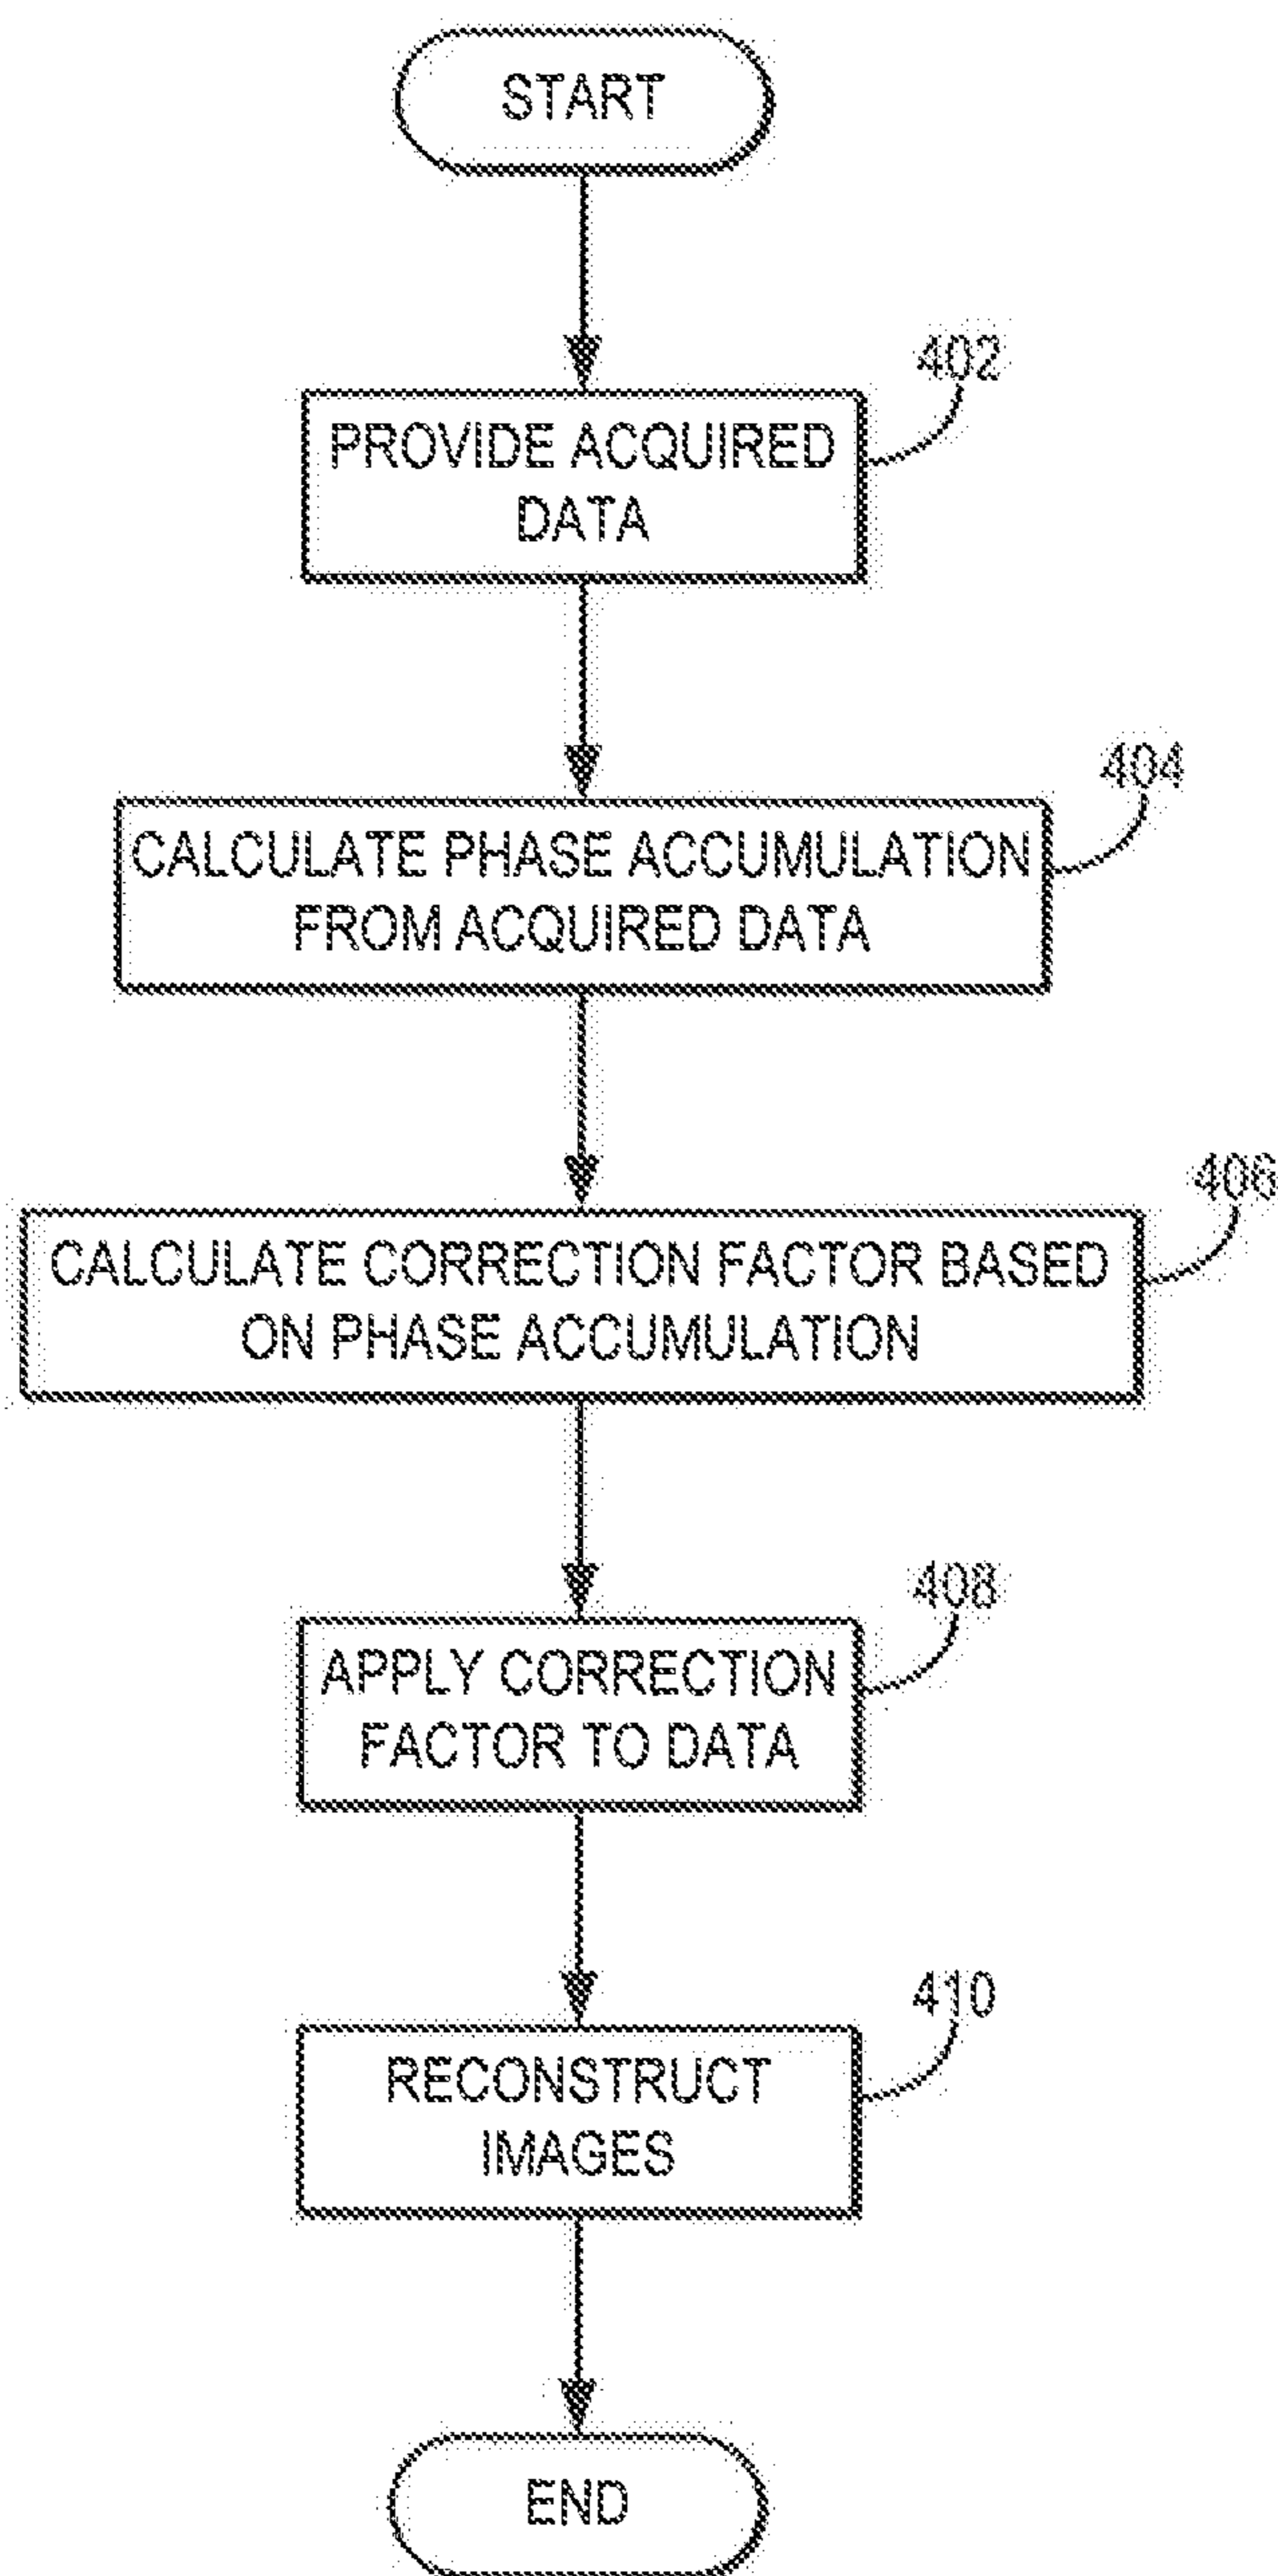 START
402
PROVIDE ACQUIRED
DATA
404
CALCULATE PHASE ACCUMULATION
FROM ACQUIRED DATA
406
CALCULATE CORRECTION FACTOR BASED
ON PHASE ACCUMULATION
408
APPLY CORRECTION
FACTOR TO DATA
410
RECONSTRUCT
IMAGES
END